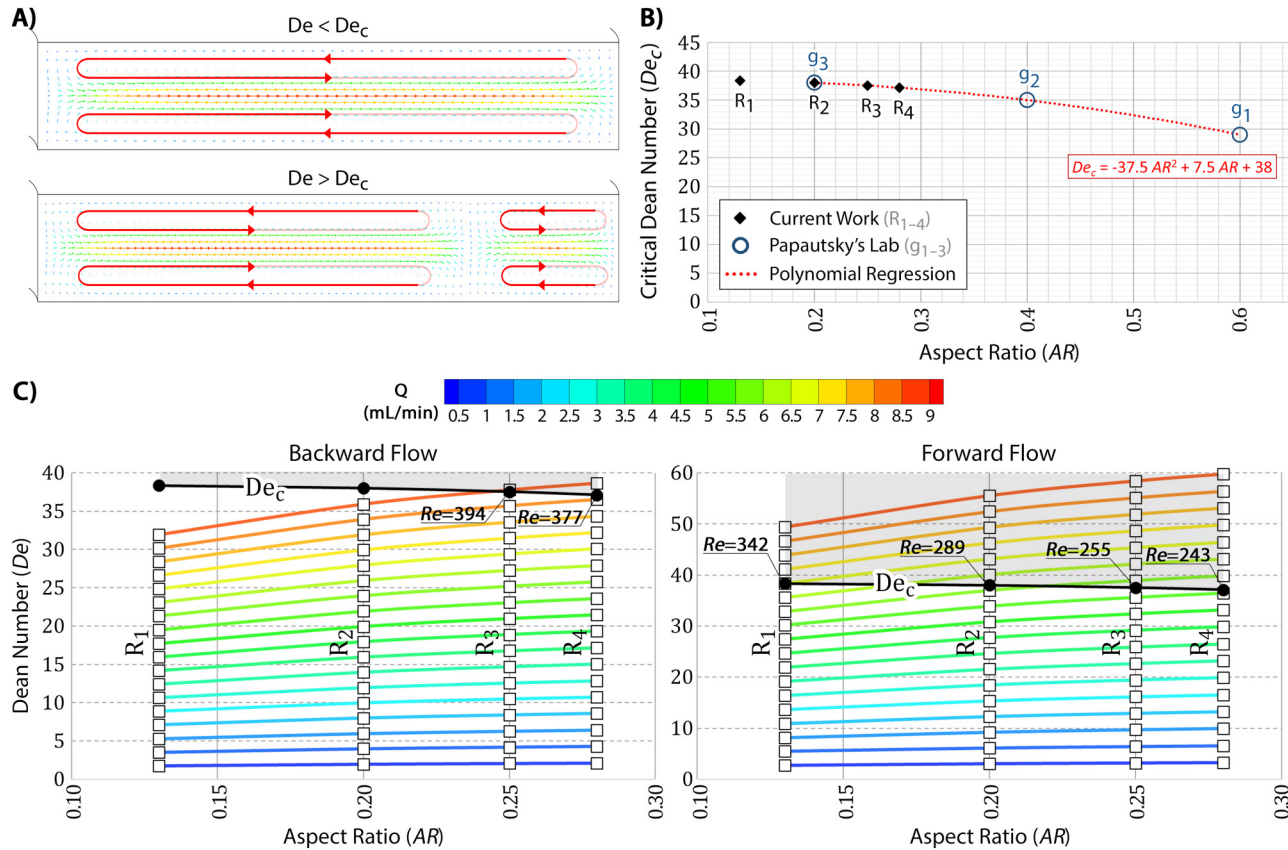 A)
De < De꜀
De > De꜀
B)
Critical Dean Number (De꜀)
45
40
35
30
25
20
15
10
5
0
g₃
g₂
g₁
R₁
R₂
R₃
R₄
De꜀ = -37.5 AR² + 7.5 AR + 38
Current Work (R₁₋₄)
Papautsky's Lab (g₁₋₃)
Polynomial Regression
0.1
0.2
0.3
0.4
0.5
0.6
Aspect Ratio (AR)
C)
Q
(mL/min)
0.5 1 1.5 2 2.5 3 3.5 4 4.5 5 5.5 6 6.5 7 7.5 8 8.5 9
Backward Flow
Dean Number (De)
40
35
30
25
20
15
10
5
0
De꜀
Re=394
Re=377
R₁
R₂
R₃
R₄
0.10
0.15
0.20
0.25
0.30
Aspect Ratio (AR)
Forward Flow
60
50
40
30
20
10
0
Re=342
Re=289
Re=255
Re=243
De꜀
R₁
R₂
R₃
R₄
0.10
0.15
0.20
0.25
0.30
Aspect Ratio (AR)